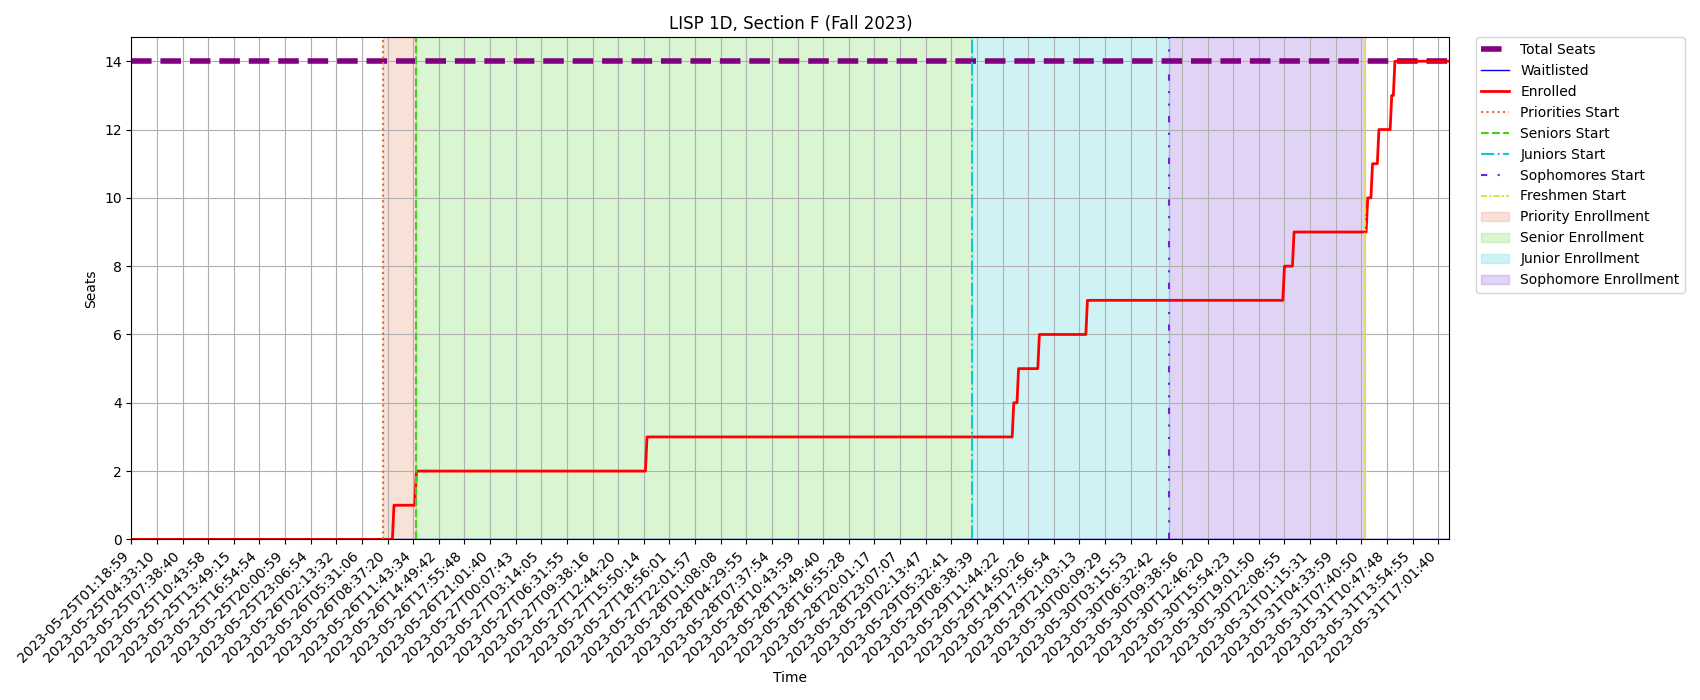 LISP 1D, Section F (Fall 2023)
Total Seats
Waitlisted
Enrolled
Priorities Start
Seniors Start
Juniors Start
Sophomores Start
Freshmen Start
Priority Enrollment
Senior Enrollment
Junior Enrollment
Sophomore Enrollment
Seats
14
12
10
8
6
4
2
0
2023-05-25T01:18:59
2023-05-25T04:33:10
2023-05-25T07:38:40
2023-05-25T10:43:58
2023-05-25T13:49:15
2023-05-25T16:54:54
2023-05-25T20:00:59
2023-05-25T23:06:54
2023-05-26T02:13:32
2023-05-26T05:31:06
2023-05-26T08:37:20
2023-05-26T11:43:34
2023-05-26T14:49:42
2023-05-26T17:55:48
2023-05-26T21:01:40
2023-05-27T00:07:43
2023-05-27T03:14:05
2023-05-27T06:31:55
2023-05-27T09:38:16
2023-05-27T12:44:20
2023-05-27T15:50:14
2023-05-27T18:56:01
2023-05-27T22:01:57
2023-05-28T01:08:08
2023-05-28T04:29:55
2023-05-28T07:37:54
2023-05-28T10:43:59
2023-05-28T13:49:40
2023-05-28T16:55:28
2023-05-28T20:01:17
2023-05-28T23:07:07
2023-05-29T02:13:47
2023-05-29T05:32:41
2023-05-29T08:38:39
2023-05-29T11:44:22
2023-05-29T14:50:26
2023-05-29T17:56:54
2023-05-29T21:03:13
2023-05-30T00:09:29
2023-05-30T03:15:53
2023-05-30T06:32:42
2023-05-30T09:38:56
2023-05-30T12:46:20
2023-05-30T15:54:23
2023-05-30T19:01:50
2023-05-30T22:08:55
2023-05-31T01:15:31
2023-05-31T04:33:59
2023-05-31T07:40:50
2023-05-31T10:47:48
2023-05-31T13:54:55
2023-05-31T17:01:40
Time